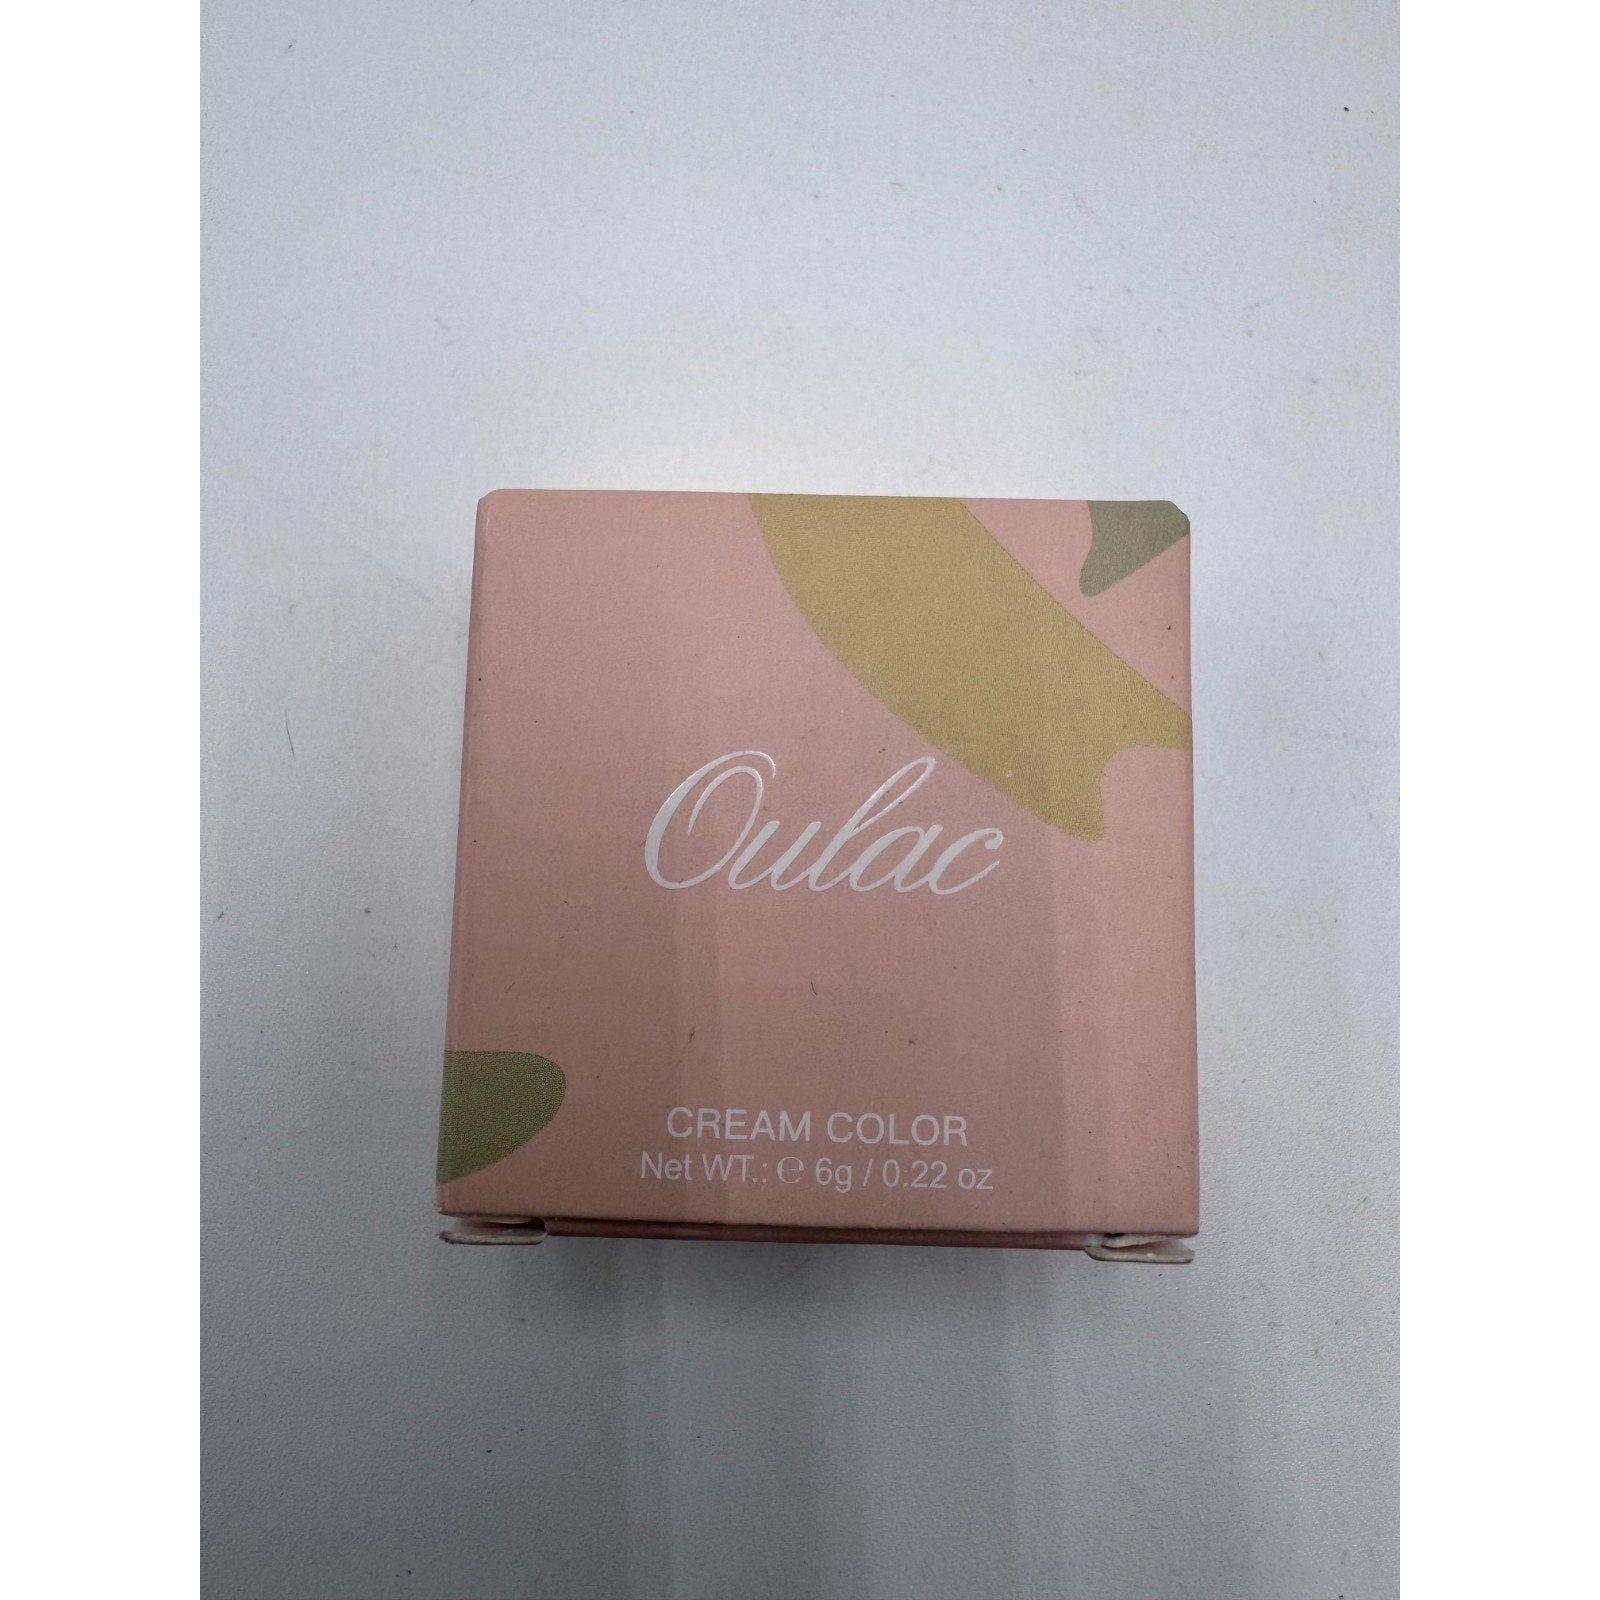 Oulac
CREAM COLOR
Net WT.: ℮ 6g / 0.22 oz